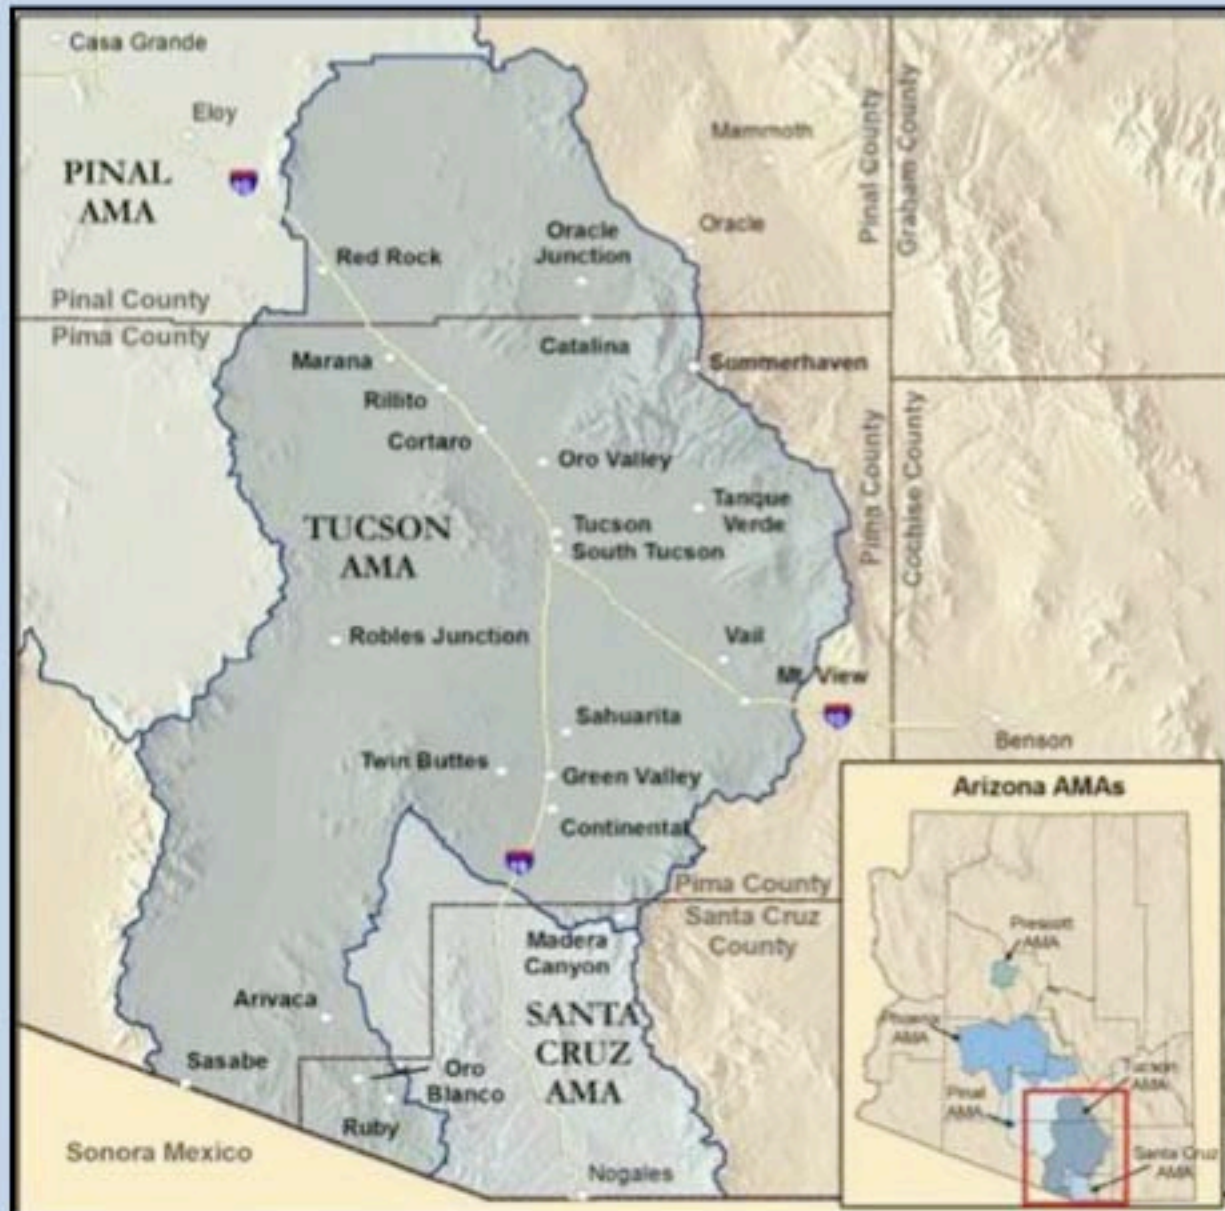 Casa Grande
Eloy
PINAL
AMA
10
Mammoth
Pinal County
Graham County
Oracle
Oracle
Junction
Red Rock
Pinal County
Pima County
Catalina
Marana
Summerhaven
Rillito
Cortaro
Oro Valley
Pima County
Cochise County
Tanque
Verde
TUCSON
AMA
Tucson
South Tucson
Robles Junction
Vail
Mt. View
10
Sahuarita
Benson
Twin Buttes
Green Valley
Continental
19
Pima County
Santa Cruz
County
Madera
Canyon
Arivaca
SANTA
CRUZ
AMA
Sasabe
Oro
Blanco
Ruby
Sonora Mexico
Nogales
Arizona AMAs
Prescott
AMA
Phoenix
AMA
Tucson
AMA
Pinal
AMA
Santa Cruz
AMA